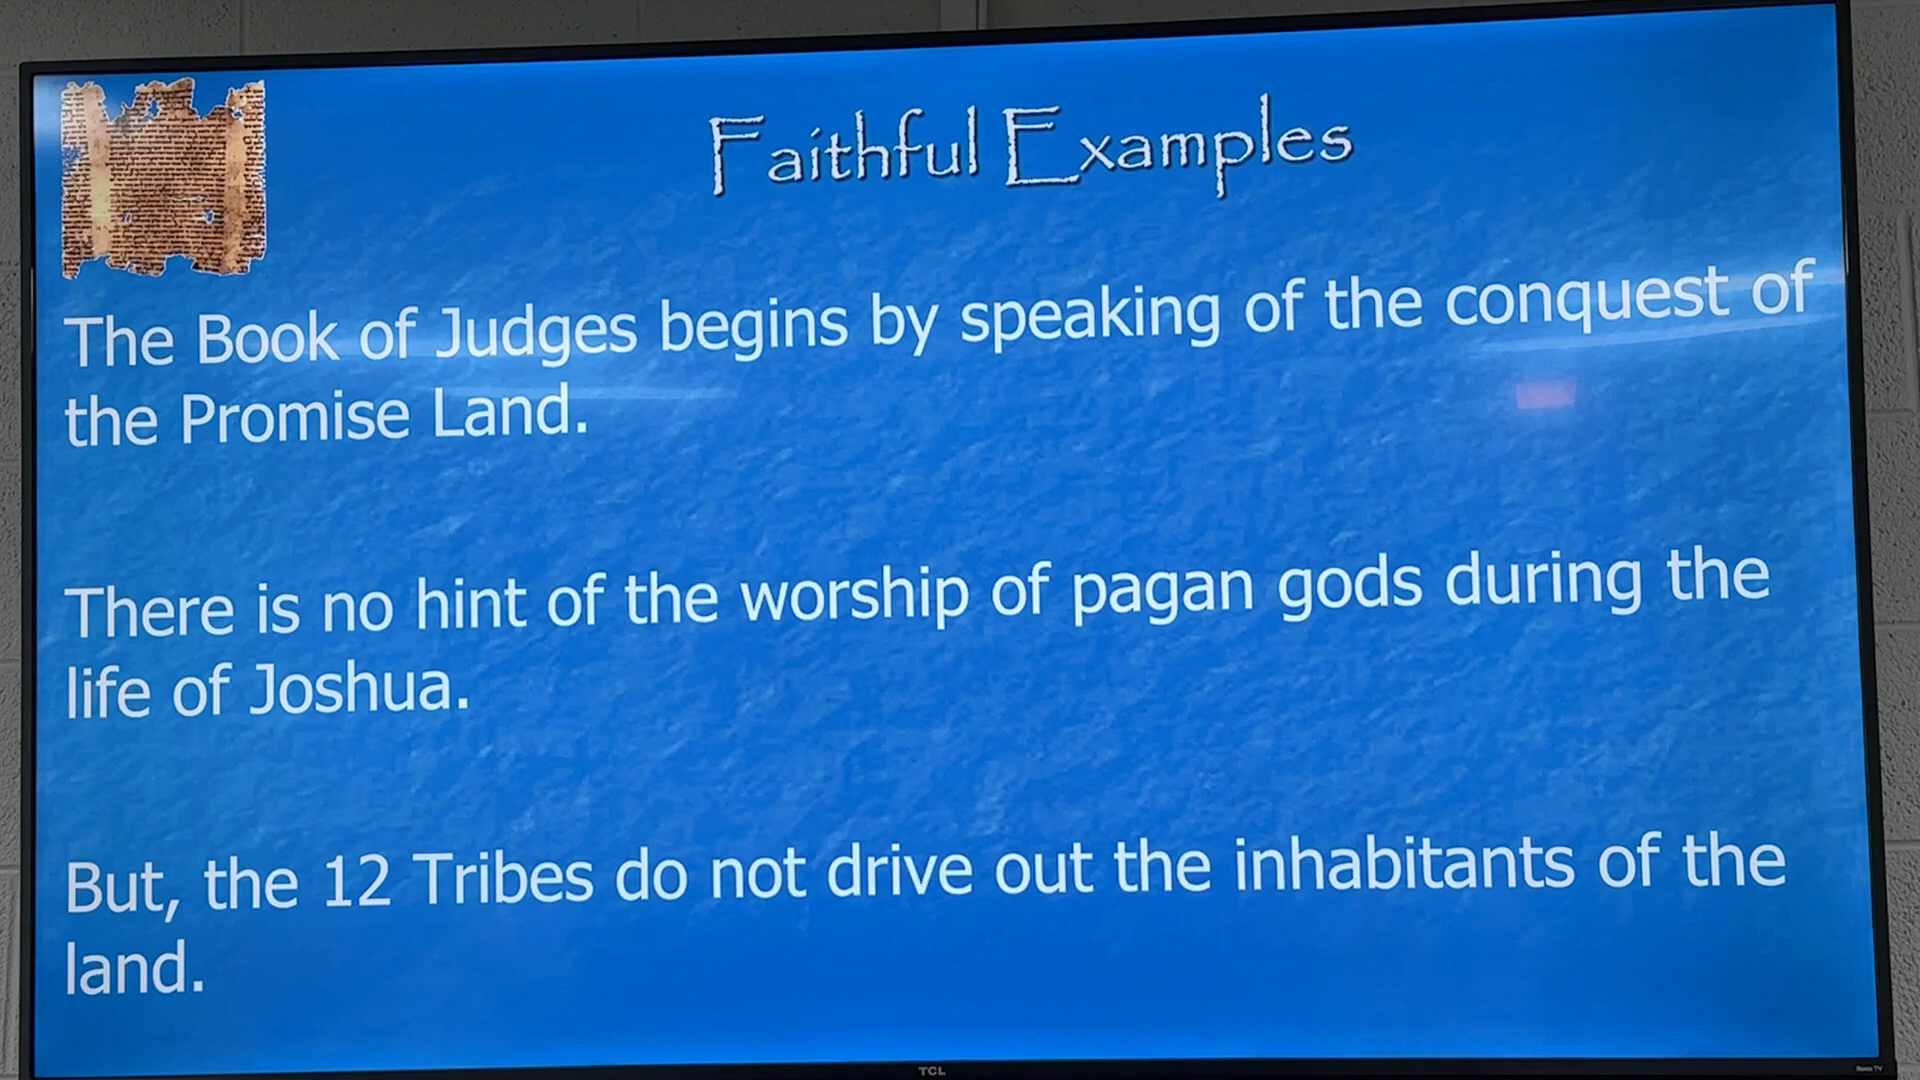 Faithful Examples
The Book of Judges begins by speaking of the conquest of
the Promise Land.
There is no hint of the worship of pagan gods during the
life of Joshua.
But, the 12 Tribes do not drive out the inhabitants of the
land.
TCL
Roku TV